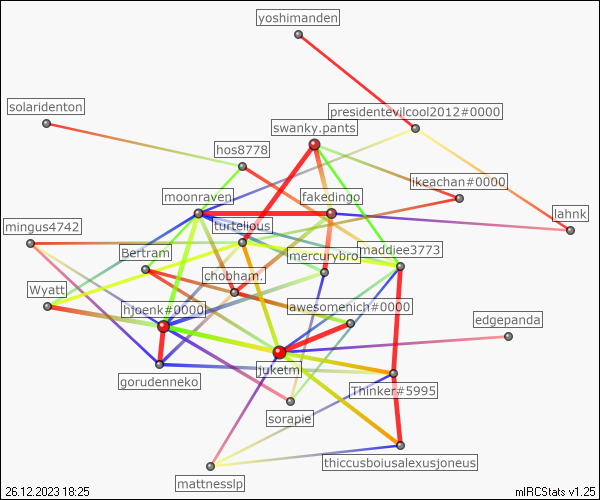 yoshimanden
solaridenton
presidentevilcool2012#0000
swanky.pants
hos8778
likeachan#0000
moonraven
fakedingo
lahnk
mingus4742
turtelious
maddiee3773
Bertram
mercurybro
chobham.
Wyatt
hjoenk#0000
awesomenich#0000
edgepanda
juketm
gorudenneko
Thinker#5995
sorapie
thiccusboiusalexusjoneus
mattnesslp
26.12.2023 18:25
mIRCStats v1.25